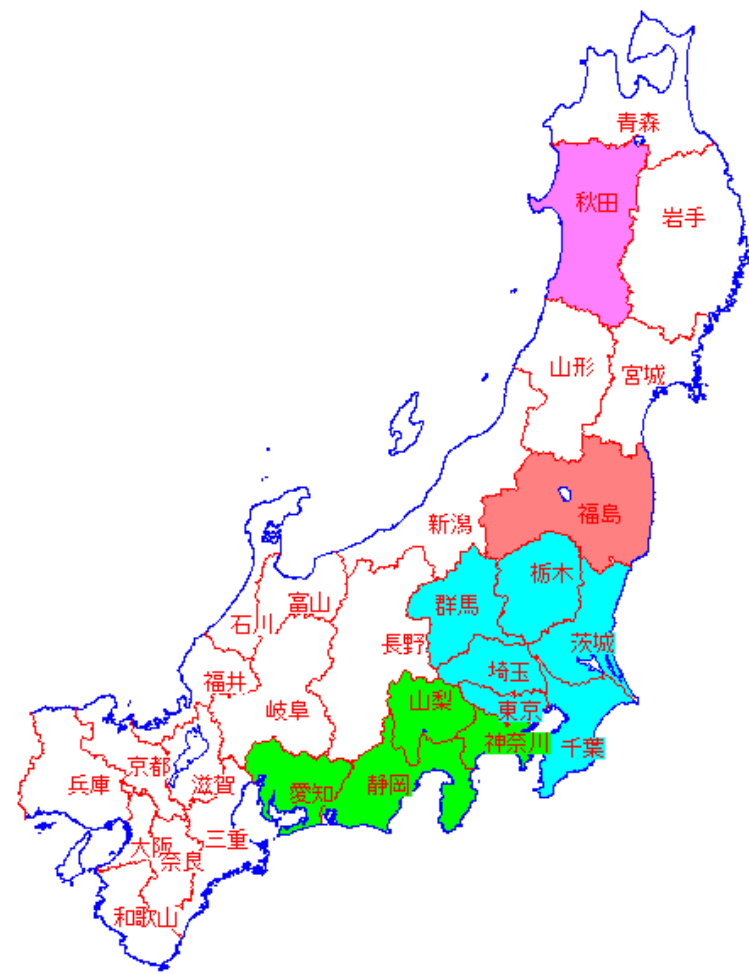 青森
秋田
岩手
山形
宮城
福島
新潟
栃木
群馬
富山
石川
長野
茨城
埼玉
福井
岐阜
山梨
東京
神奈川
千葉
京都
兵庫
滋賀
愛知
静岡
大阪
奈良
三重
和歌山